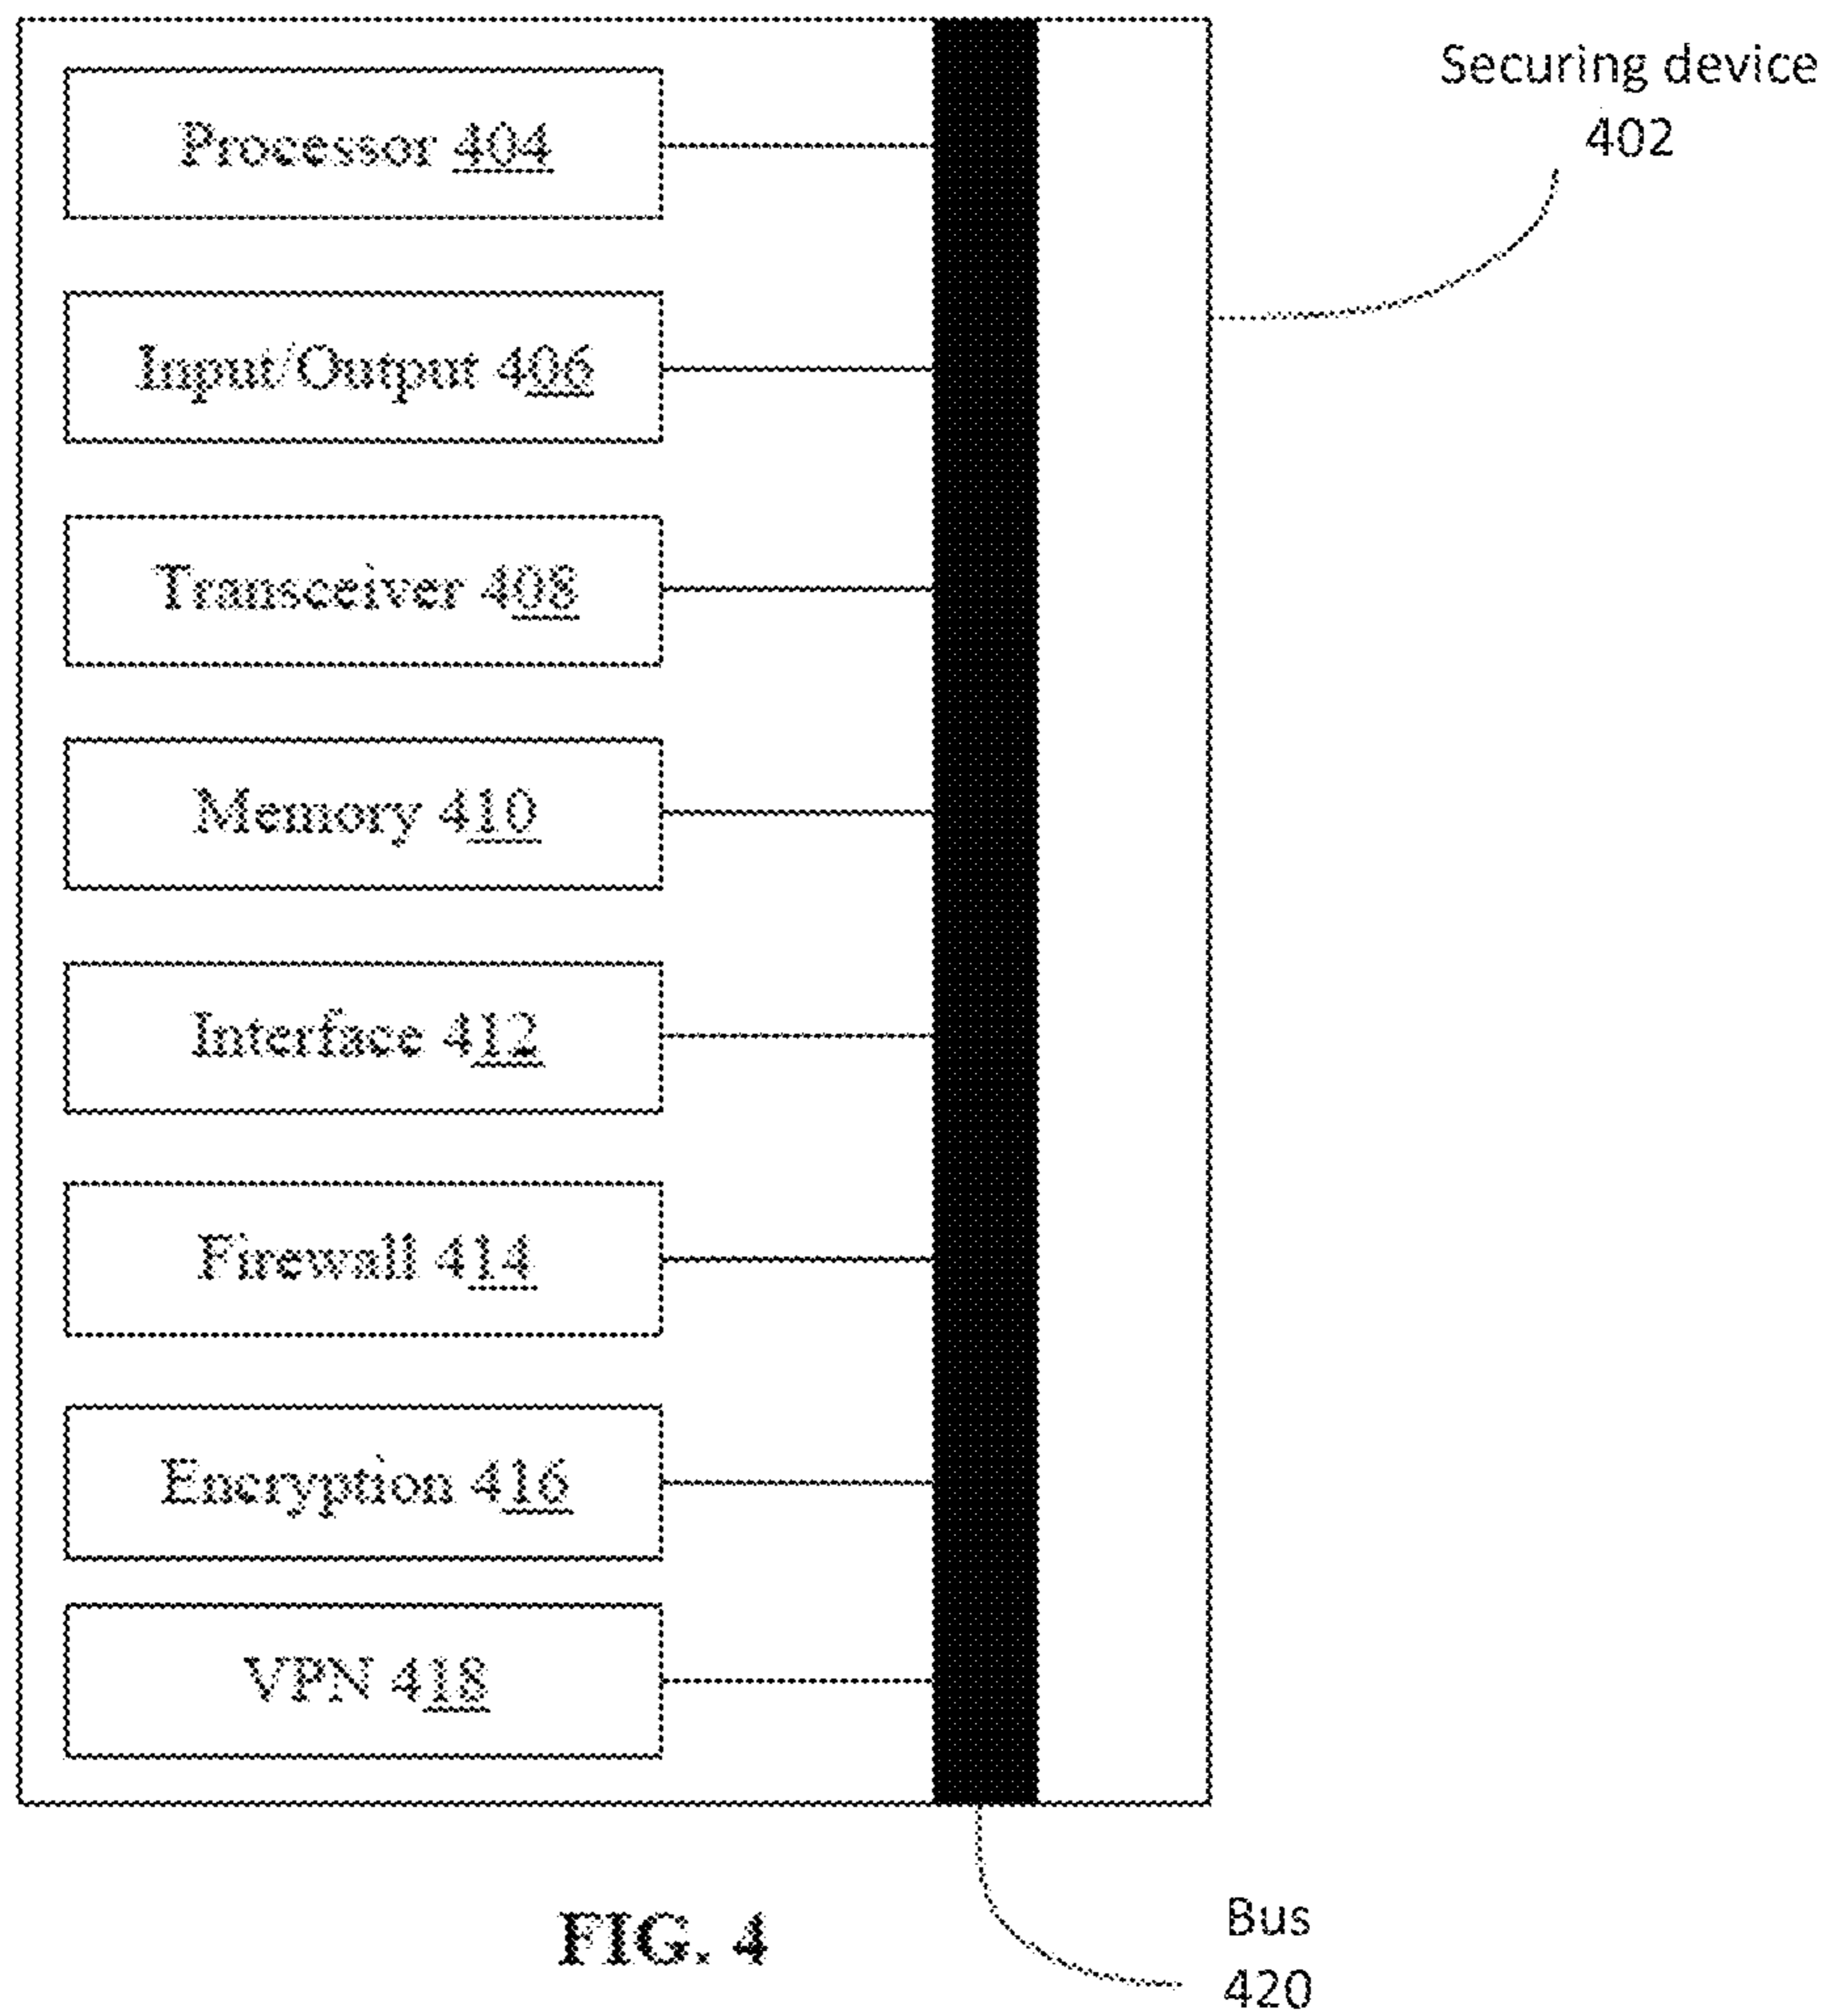 Securing device
402
Processor 404
Input/Output 406
Transceiver 408
Memory 410
Interface 412
Firewall 414
Encryption 416
VPN 418
Bus
420
FIG. 4